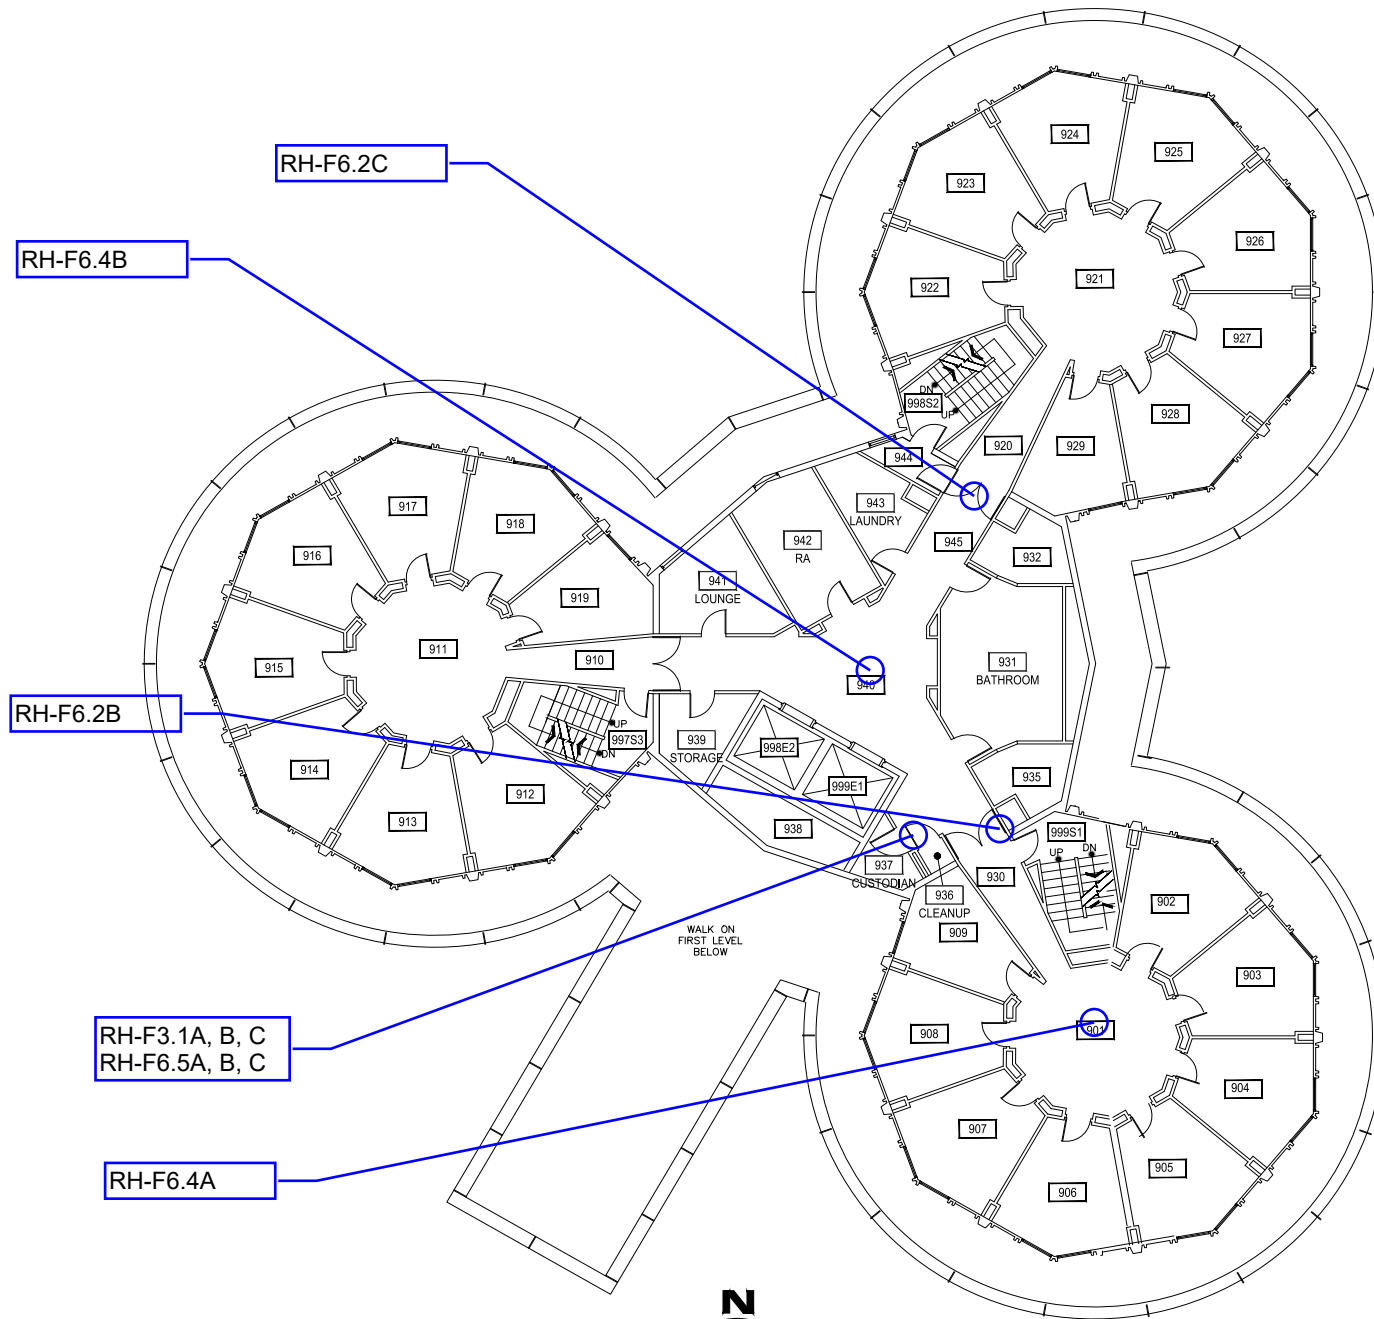 924
925
RH-F6.2C
923
926
RH-F6.4B
921
922
927
DN
998S2
UP
928
920
929
944
917
943
LAUNDRY
918
942
RA
945
916
932
941
LOUNGE
919
911
910
915
931
BATHROOM
940
RH-F6.2B
UP
997S3
DN
939
STORAGE
998E2
914
999E1
935
912
913
938
999S1
UP
DN
937
CUSTODIAN
930
936
CLEANUP
902
909
WALK ON
FIRST LEVEL
BELOW
903
RH-F3.1A, B, C
RH-F6.5A, B, C
908
901
904
907
905
RH-F6.4A
906
N